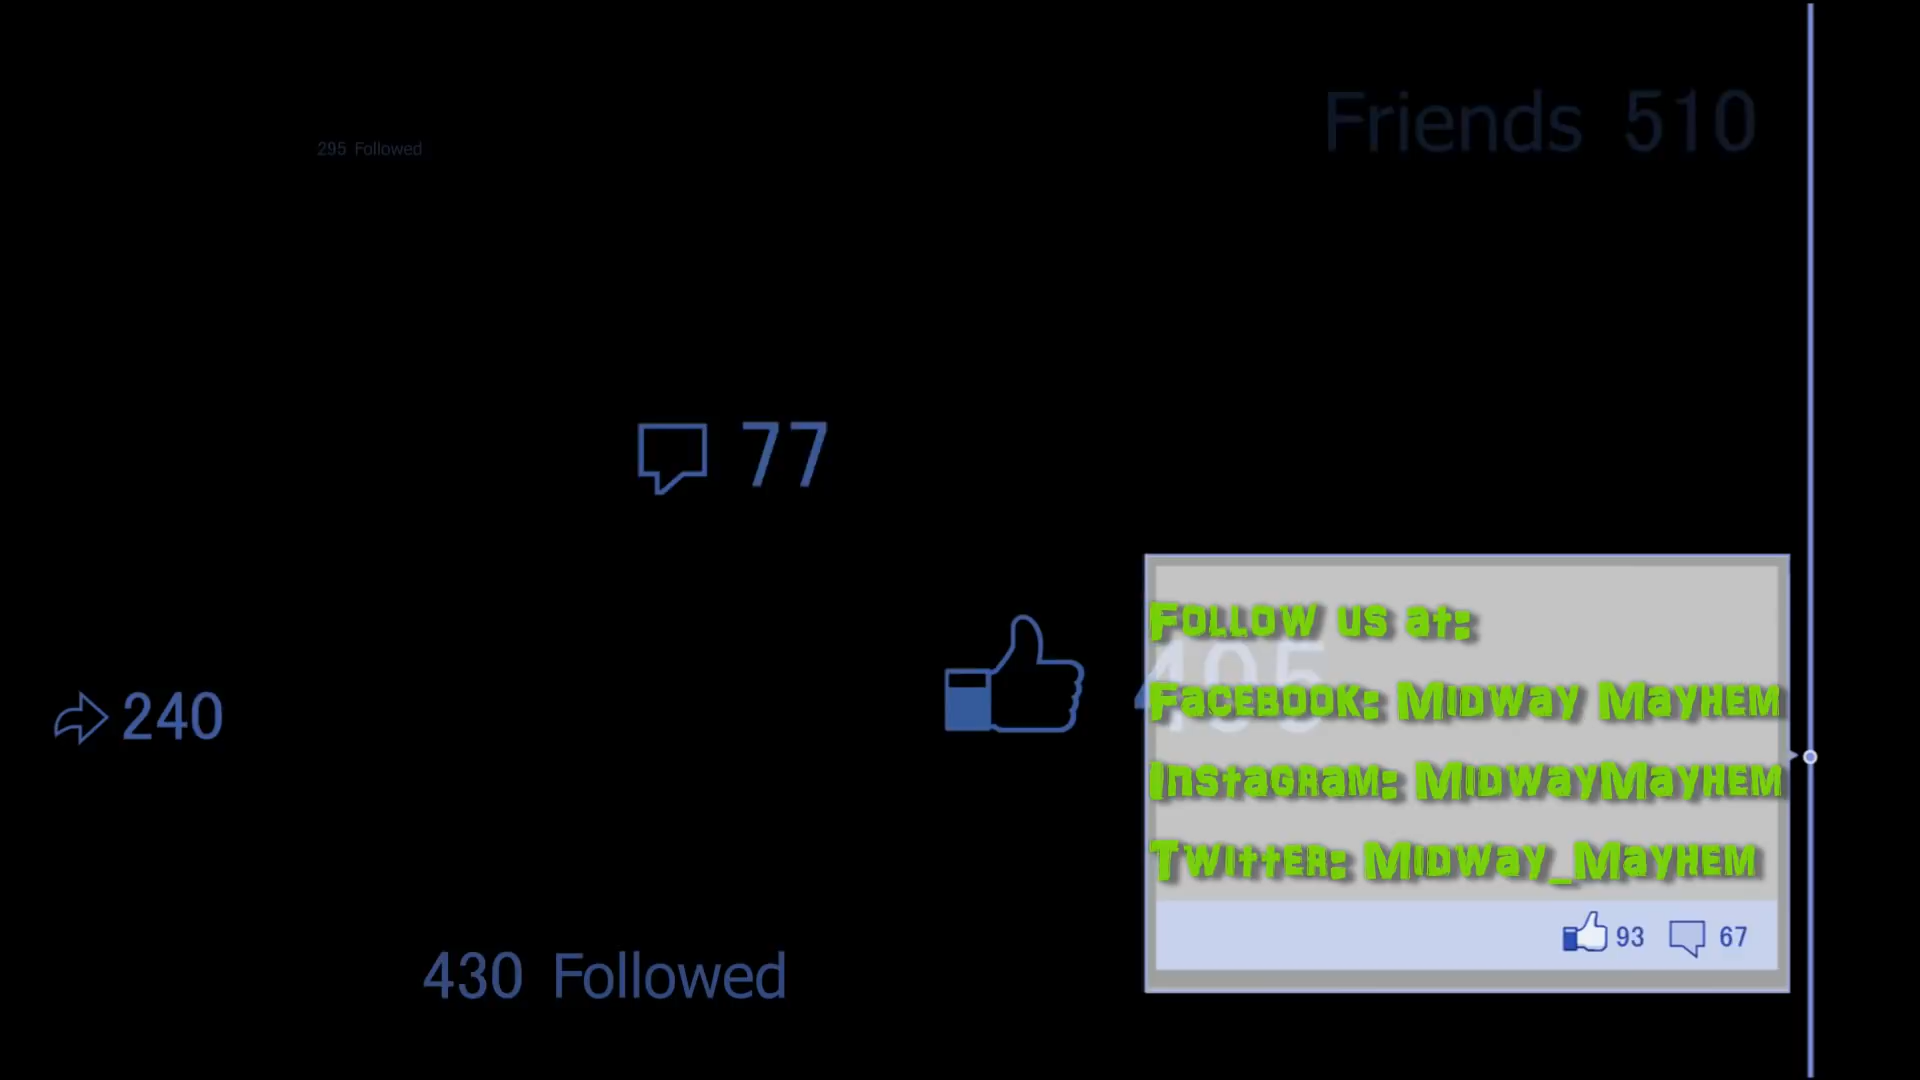 Friends 510
295 Followed
77
405
240
Follow us at:
Facebook: Midway Mayhem
Instagram: MidwayMayhem
Twitter: Midway_Mayhem
93 67
430 Followed